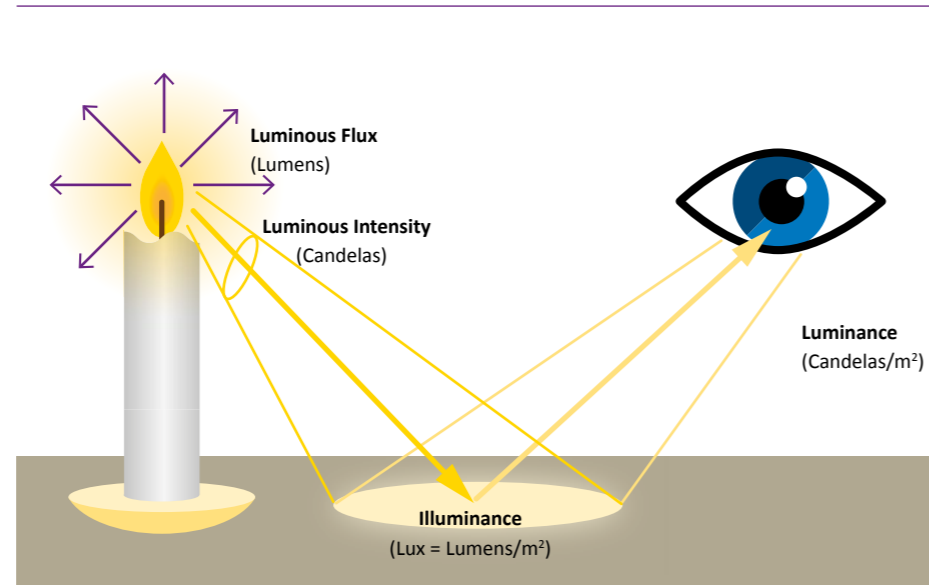 Luminous Flux
(Lumens)
Luminous Intensity
(Candelas)
Luminance
(Candelas/m²)
Illuminance
(Lux = Lumens/m²)